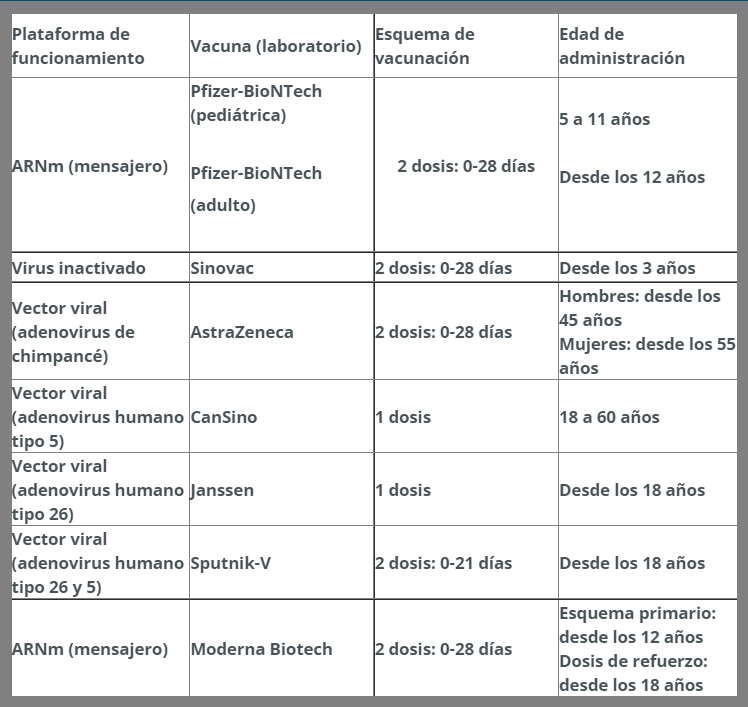 Plataforma de
funcionamiento
Vacuna (laboratorio)
Esquema de
vacunación
Edad de
administración
ARNm (mensajero)
Pfizer-BioNTech
(pediátrica)
Pfizer-BioNTech
(adulto)
2 dosis: 0-28 días
5 a 11 años
Desde los 12 años
Virus inactivado
Sinovac
2 dosis: 0-28 días
Desde los 3 años
Vector viral
(adenovirus de
chimpancé)
AstraZeneca
2 dosis: 0-28 días
Hombres: desde los
45 años
Mujeres: desde los 55
años
Vector viral
(adenovirus humano
tipo 5)
CanSino
1 dosis
18 a 60 años
Vector viral
(adenovirus humano
tipo 26)
Janssen
1 dosis
Desde los 18 años
Vector viral
(adenovirus humano
tipo 26 y 5)
Sputnik-V
2 dosis: 0-21 días
Desde los 18 años
ARNm (mensajero)
Moderna Biotech
2 dosis: 0-28 días
Esquema primario:
desde los 12 años
Dosis de refuerzo:
desde los 18 años